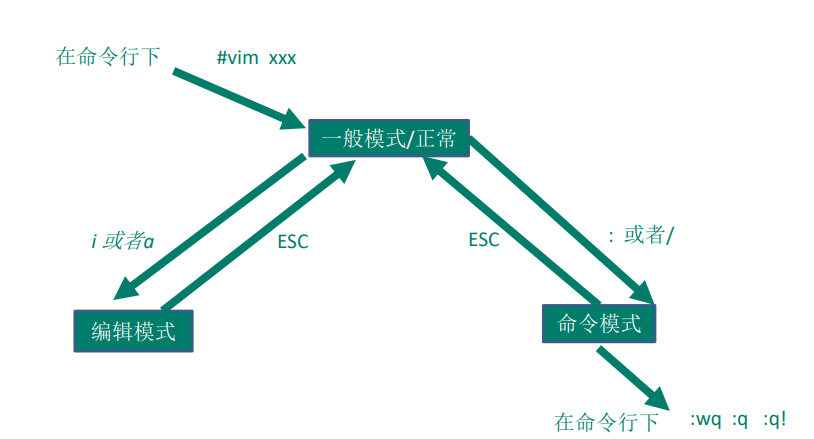 在命令行下 #vim xxx
一般模式/正常
i 或者a
ESC
ESC
: 或者/
编辑模式
命令模式
在命令行下 :wq :q :q!